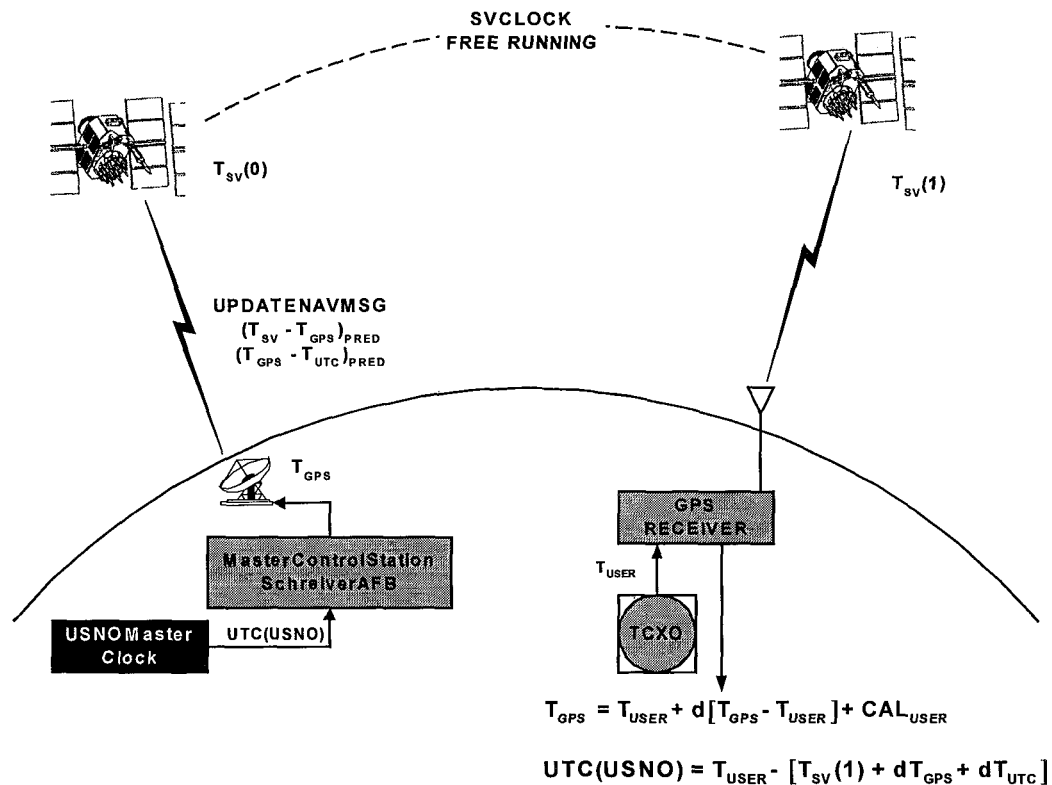 SVCLOCK
FREE RUNNING
T_SV(0)
T_SV(1)
UPDATENAVMSG
(T_SV - T_GPS)_PRED
(T_GPS - T_UTC)_PRED
T_GPS
MasterControlStation
SchreiverAFB
USNOMaster
Clock
UTC(USNO)
GPS
RECEIVER
T_USER
TCXO
T_GPS = T_USER + d[T_GPS - T_USER] + CAL_USER
UTC(USNO) = T_USER - [T_SV(1) + dT_GPS + dT_UTC]